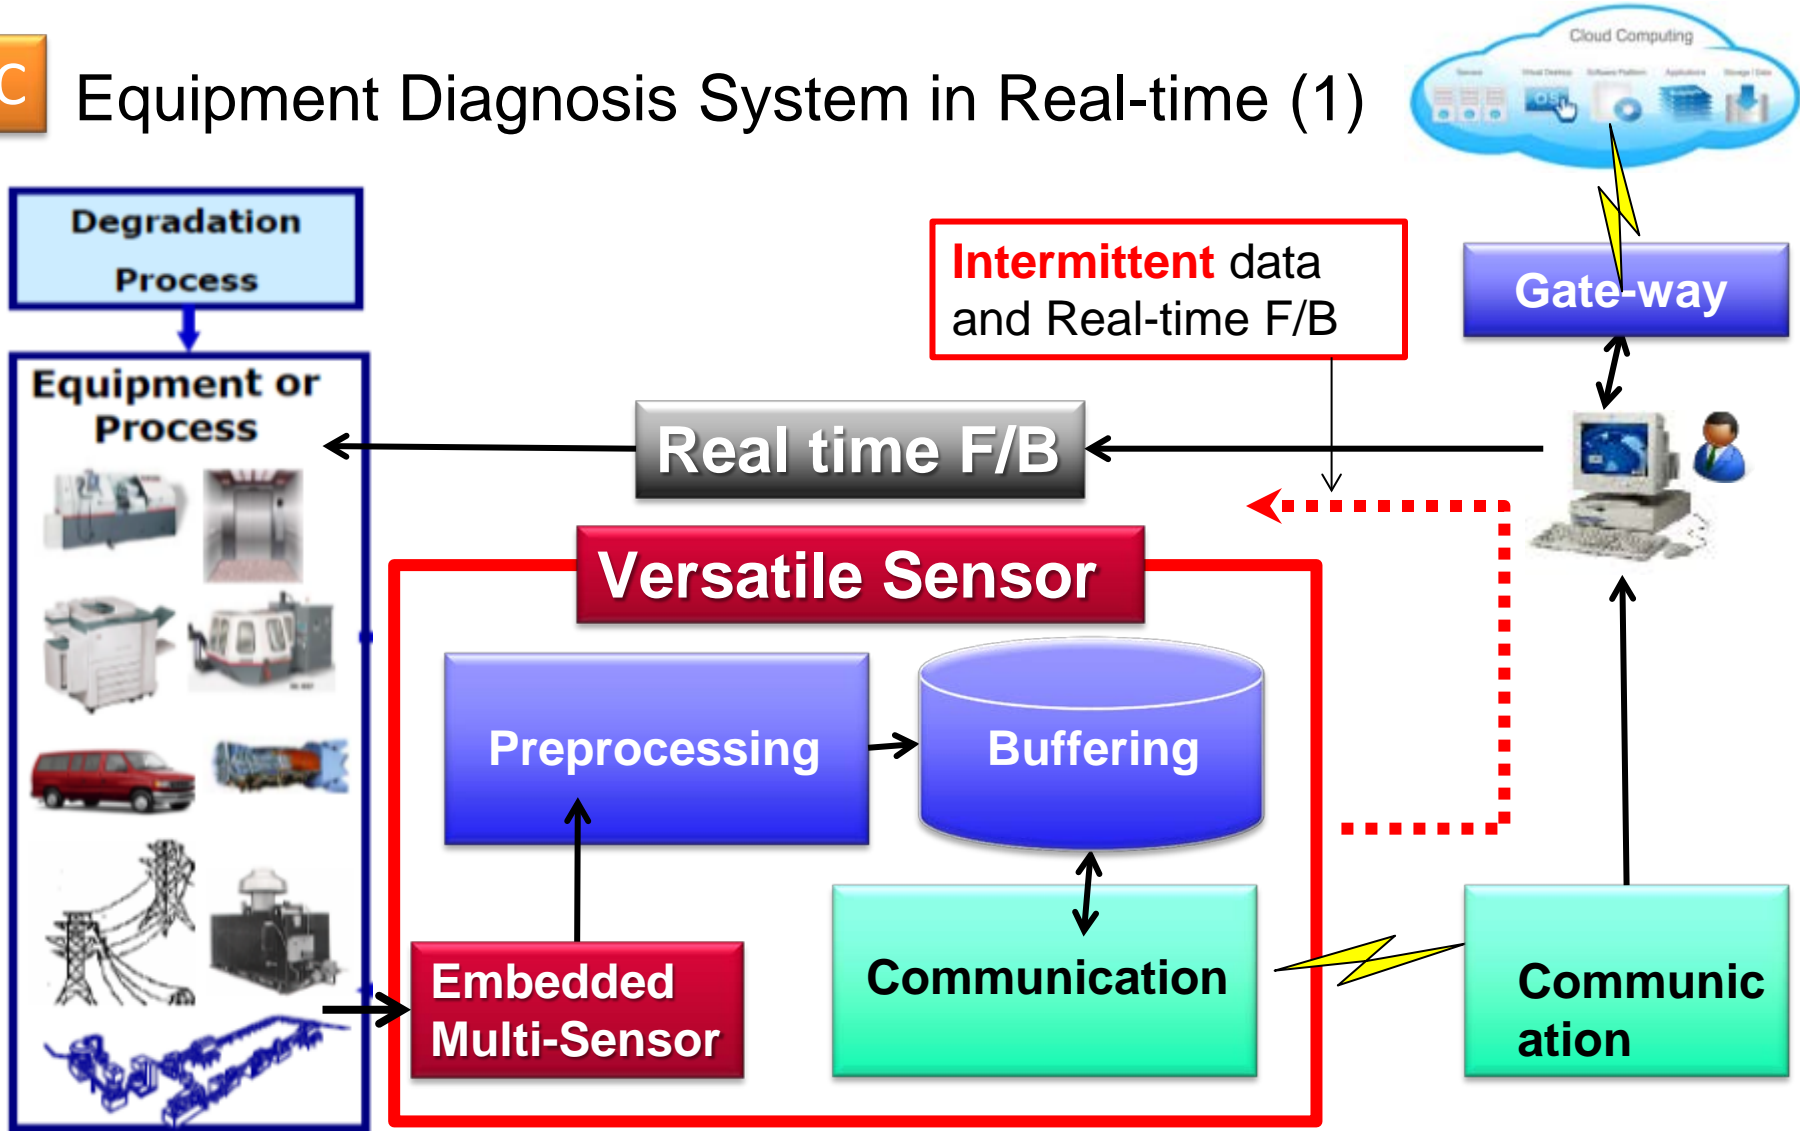 C
Equipment Diagnosis System in Real-time (1)
Cloud Computing
OS
Degradation
Process
Intermittent data
and Real-time F/B
Gate-way
Equipment or
Process
Real time F/B
Versatile Sensor
Preprocessing
Buffering
Embedded
Multi-Sensor
Communication
Communic
ation